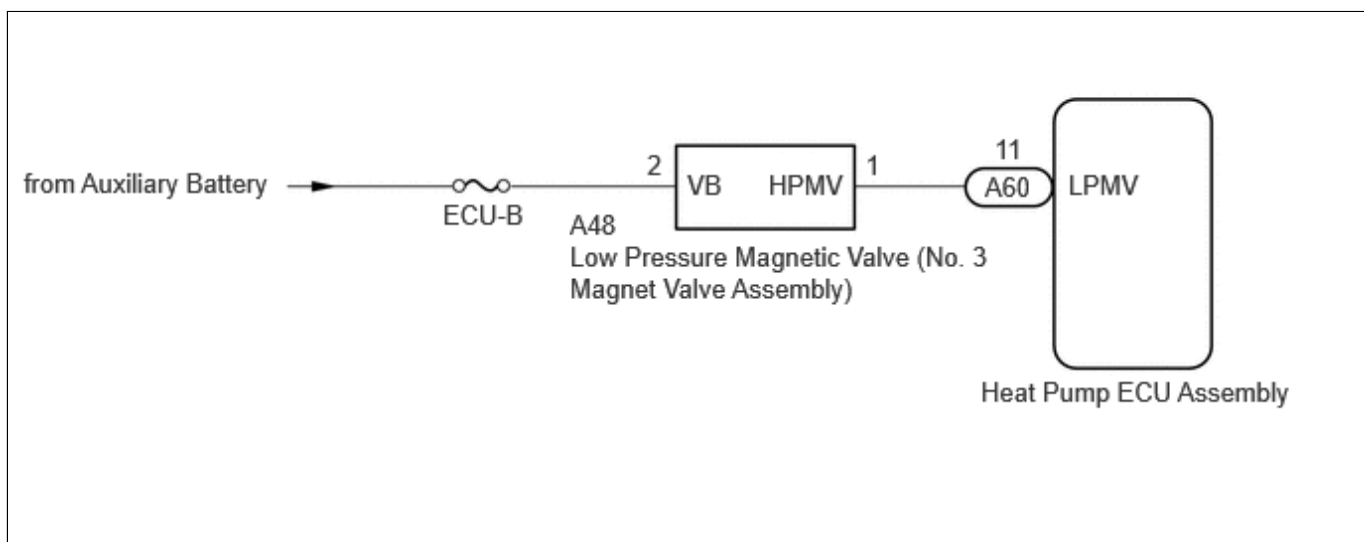 from Auxiliary Battery
ECU-B
2
VB HPMV
1
A48
Low Pressure Magnetic Valve (No. 3
Magnet Valve Assembly)
11
A60
LPMV
Heat Pump ECU Assembly